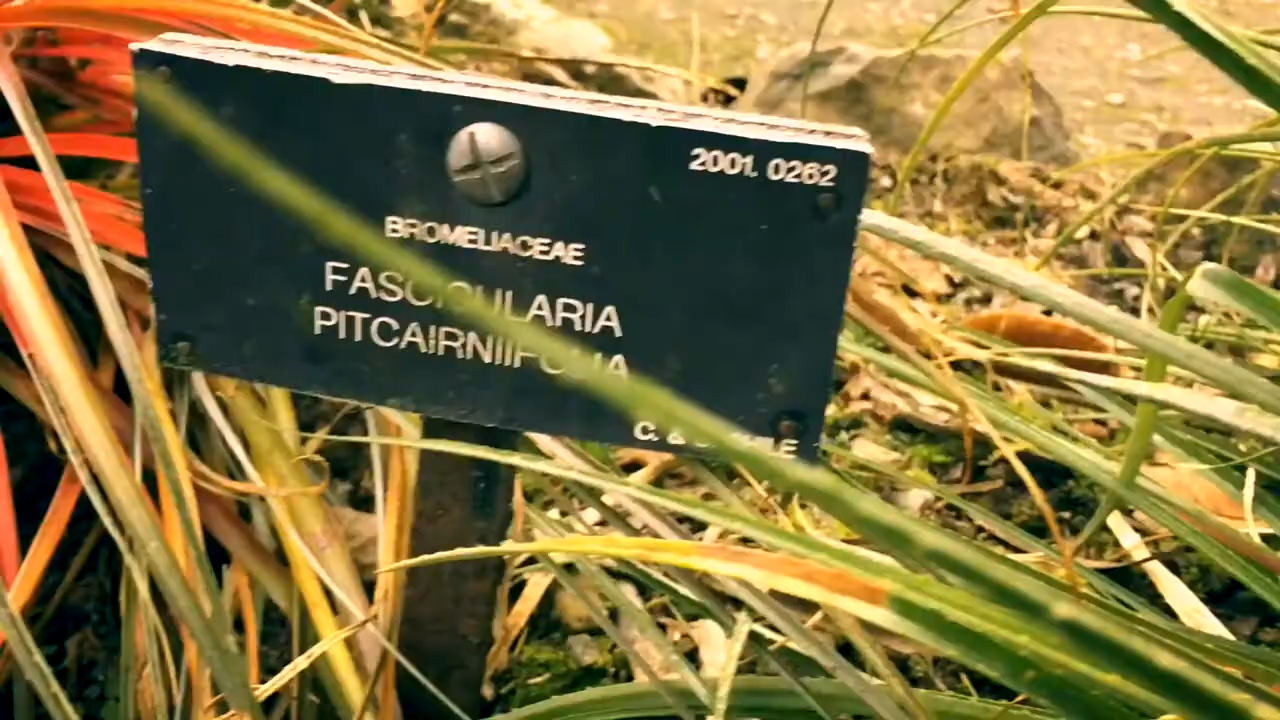 2001. 0262
BROMELIACEAE
FASCICULARIA
PITCAIRNIIFOLIA
C. &